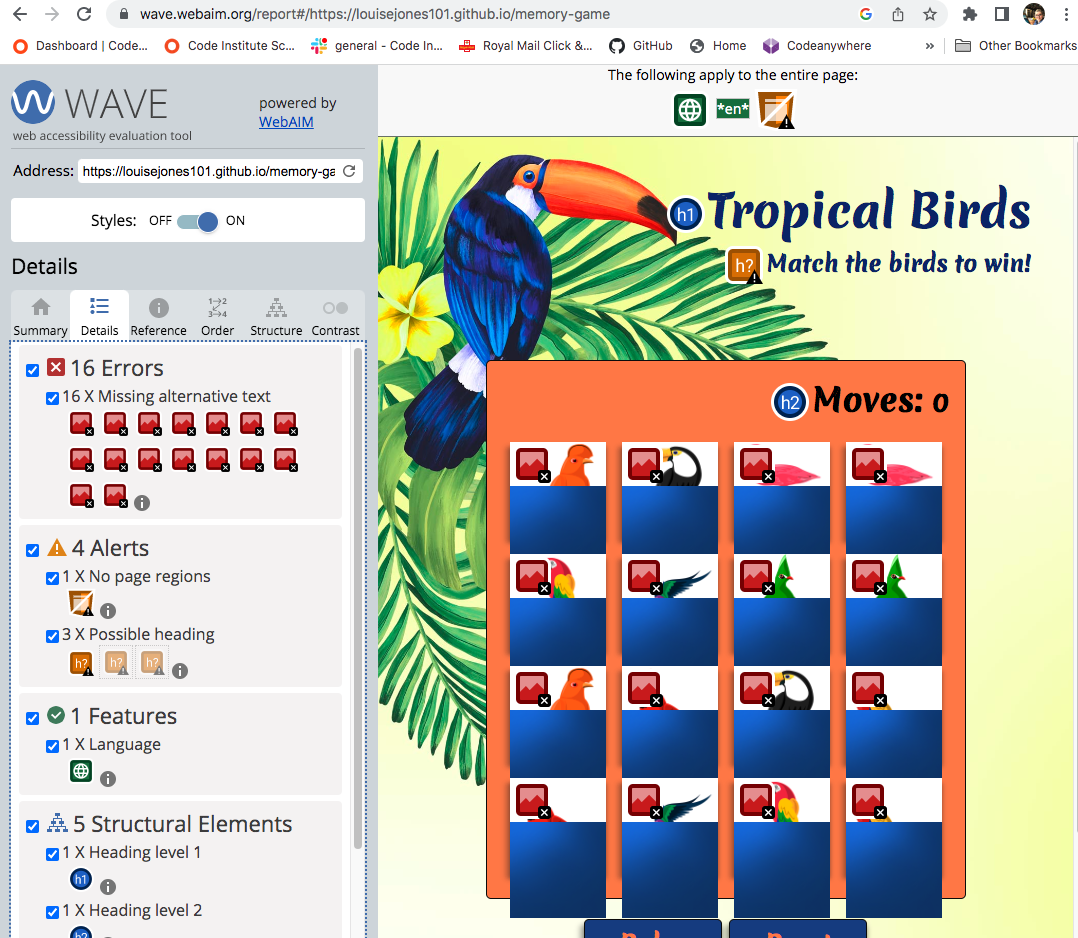 wave.webaim.org/report#/https://louisejones101.github.io/memory-game
Dashboard | Code...
Code Institute Sc...
general - Code In...
Royal Mail Click &...
GitHub
Home
Codeanywhere
»
Other Bookmarks
WAVE
web accessibility evaluation tool
powered by
WebAIM
Address: https://louisejones101.github.io/memory-ga
Styles: OFF ON
Details
Summary Details Reference Order Structure Contrast
16 Errors
16 X Missing alternative text
4 Alerts
1 X No page regions
3 X Possible heading
h? h? h?
1 Features
1 X Language
5 Structural Elements
1 X Heading level 1
h1
1 X Heading level 2
The following apply to the entire page:
*en*
h1 Tropical Birds
h? Match the birds to win!
h2 Moves: 0